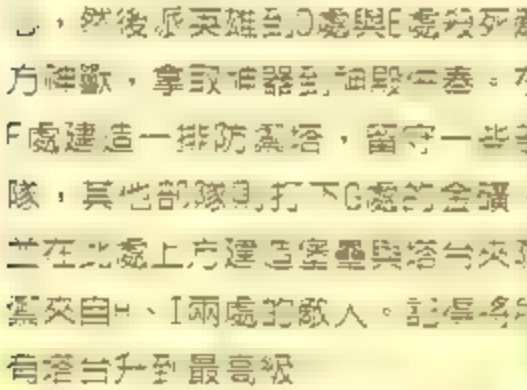 ，然後派英雄到D處與E處殺死
方神獸，拿取神器到神殿供奉。在
F處建造一排防禦塔，留守一些
隊，其他部隊則打下G處的金礦
並在此處上方建造堡壘與塔台來
禦來自H、I兩處的敵人。記得將
有塔台升到最高級